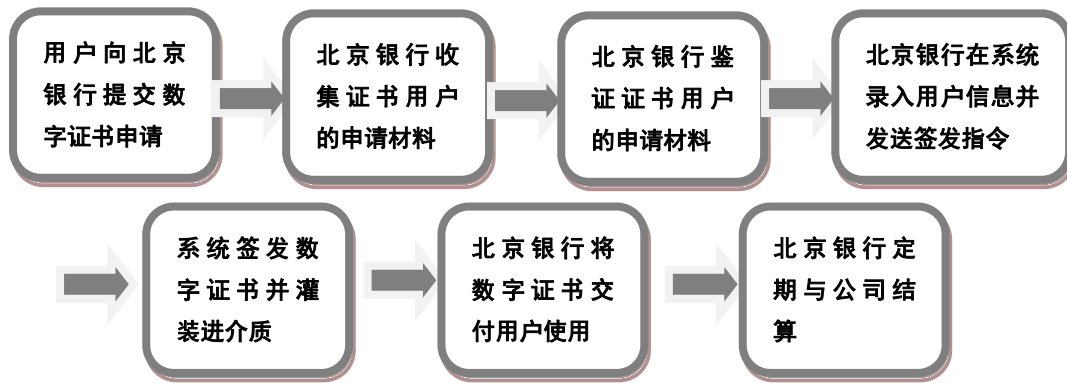 用户向北京
银行提交数
字证书申请
北京银行收
集证书用户
的申请材料
北京银行鉴
证证书用户
的申请材料
北京银行在系统
录入用户信息并
发送签发指令
系统签发数
字证书并灌
装进介质
北京银行将
数字证书交
付用户使用
北京银行定
期与公司结
算